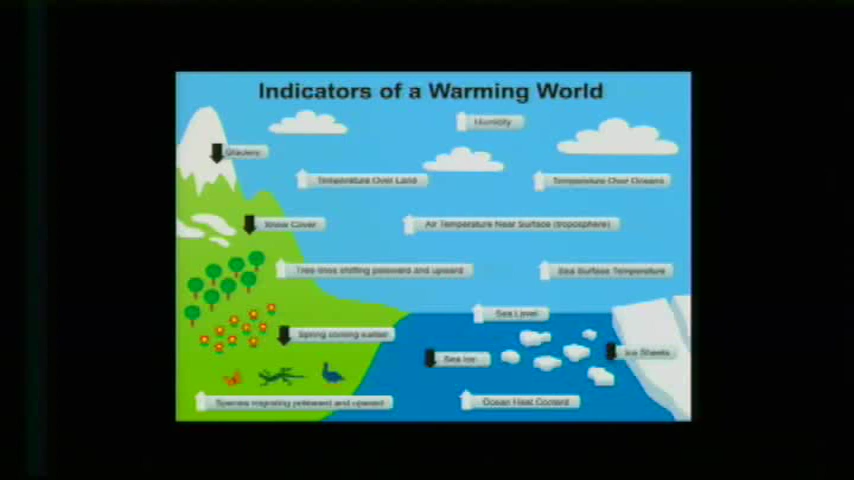 Indicators of a Warming World
Humidity
Glaciers
Temperature Over Land
Temperature Over Oceans
Snow Cover
Air Temperature Near Surface (troposphere)
Tree-lines shifting poleward and upward
Sea Surface Temperature
Sea Level
Spring coming earlier
Sea Ice
Ice Sheets
Species migrating poleward and upward
Ocean Heat Content